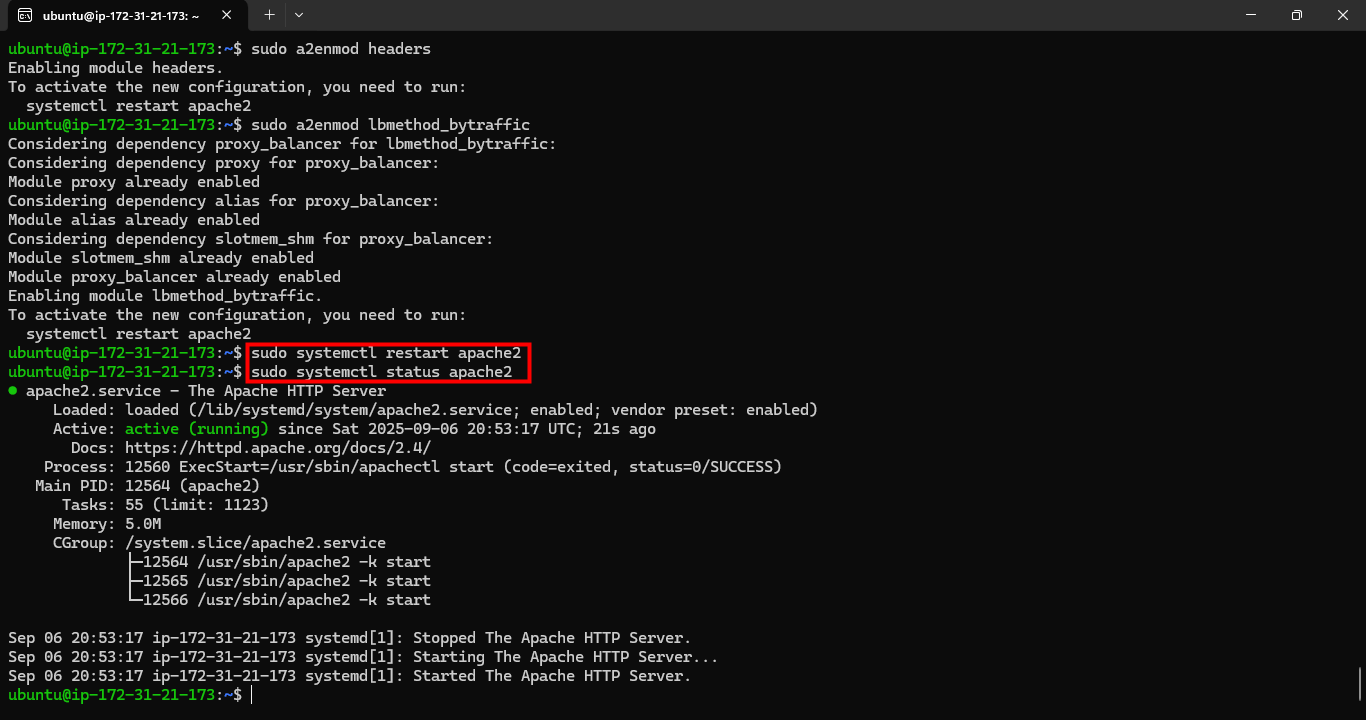 ubuntu@ip-172-31-21-173: ~
ubuntu@ip-172-31-21-173:~$ sudo a2enmod headers
Enabling module headers.
To activate the new configuration, you need to run:
  systemctl restart apache2
ubuntu@ip-172-31-21-173:~$ sudo a2enmod lbmethod_bytraffic
Considering dependency proxy_balancer for lbmethod_bytraffic:
Considering dependency proxy for proxy_balancer:
Module proxy already enabled
Considering dependency alias for proxy_balancer:
Module alias already enabled
Considering dependency slotmem_shm for proxy_balancer:
Module slotmem_shm already enabled
Module proxy_balancer already enabled
Enabling module lbmethod_bytraffic.
To activate the new configuration, you need to run:
  systemctl restart apache2
ubuntu@ip-172-31-21-173:~$ sudo systemctl restart apache2
ubuntu@ip-172-31-21-173:~$ sudo systemctl status apache2
● apache2.service - The Apache HTTP Server
     Loaded: loaded (/lib/systemd/system/apache2.service; enabled; vendor preset: enabled)
     Active: active (running) since Sat 2025-09-06 20:53:17 UTC; 21s ago
       Docs: https://httpd.apache.org/docs/2.4/
    Process: 12560 ExecStart=/usr/sbin/apachectl start (code=exited, status=0/SUCCESS)
   Main PID: 12564 (apache2)
      Tasks: 55 (limit: 1123)
     Memory: 5.0M
     CGroup: /system.slice/apache2.service
             ├─12564 /usr/sbin/apache2 -k start
             ├─12565 /usr/sbin/apache2 -k start
             └─12566 /usr/sbin/apache2 -k start
Sep 06 20:53:17 ip-172-31-21-173 systemd[1]: Stopped The Apache HTTP Server.
Sep 06 20:53:17 ip-172-31-21-173 systemd[1]: Starting The Apache HTTP Server...
Sep 06 20:53:17 ip-172-31-21-173 systemd[1]: Started The Apache HTTP Server.
ubuntu@ip-172-31-21-173:~$